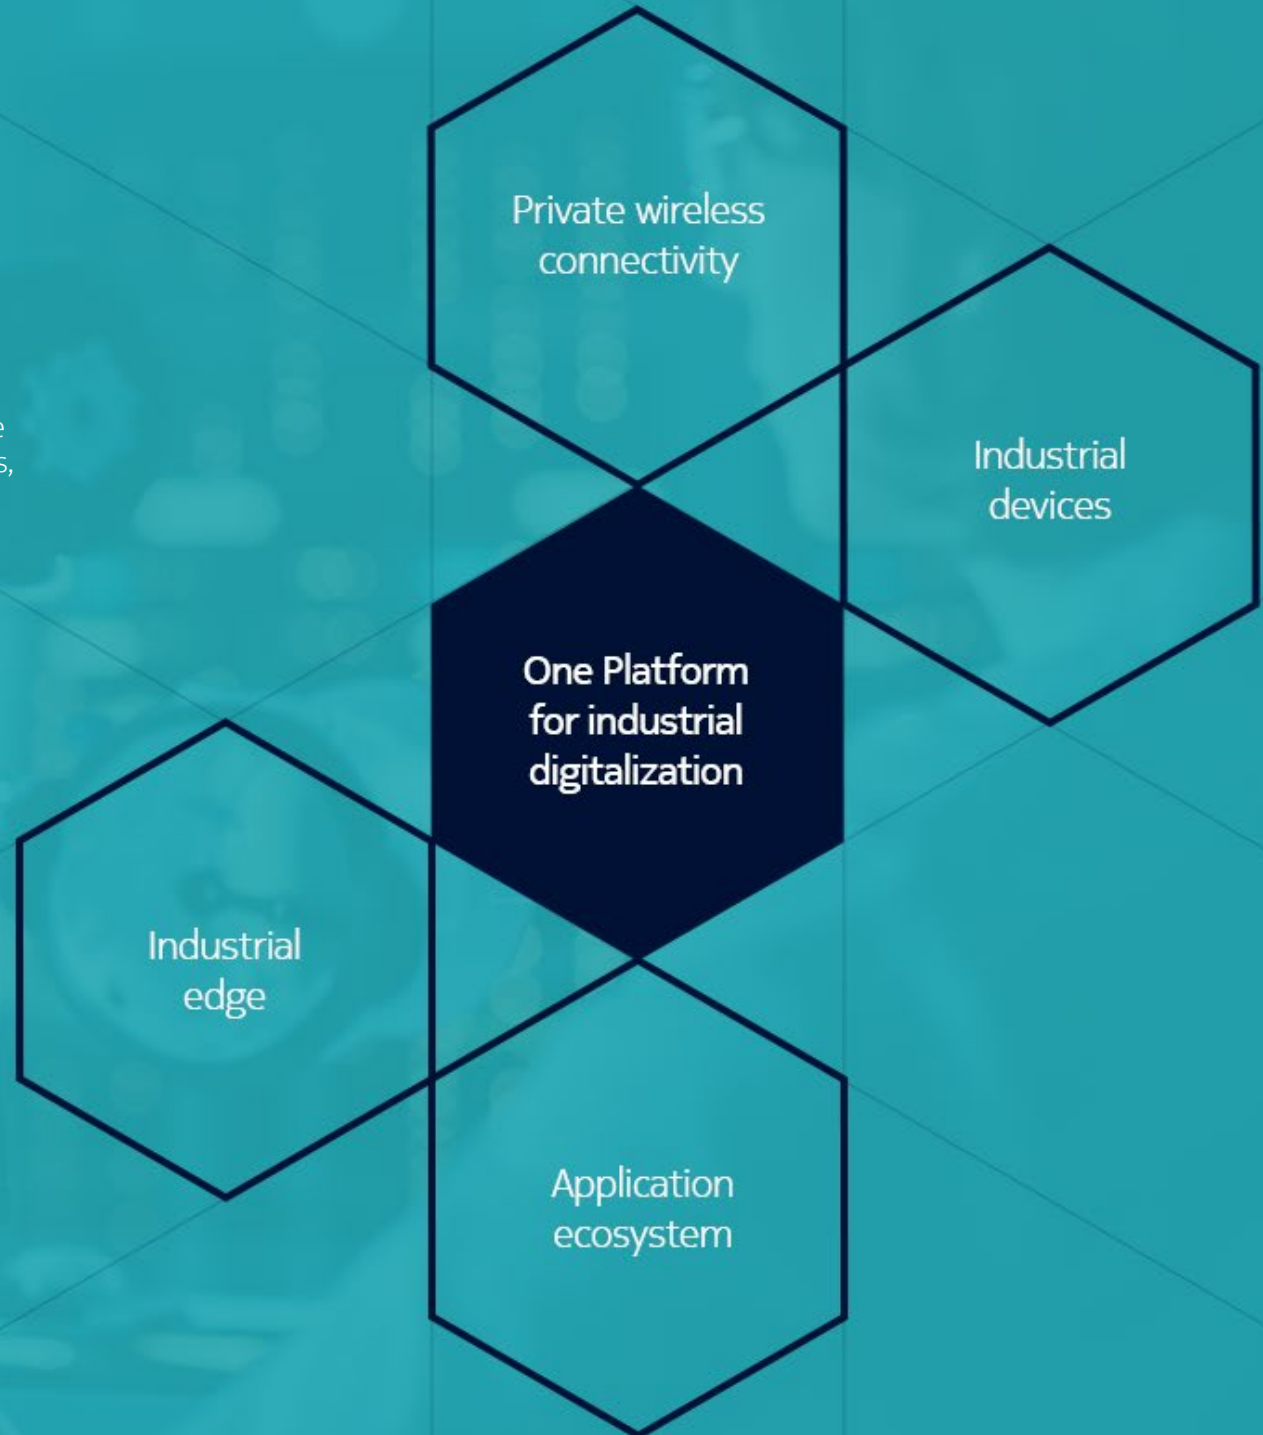 Private wireless
connectivity
Industrial
devices
s,
One Platform
for industrial
digitalization
Industrial
edge
Application
ecosystem